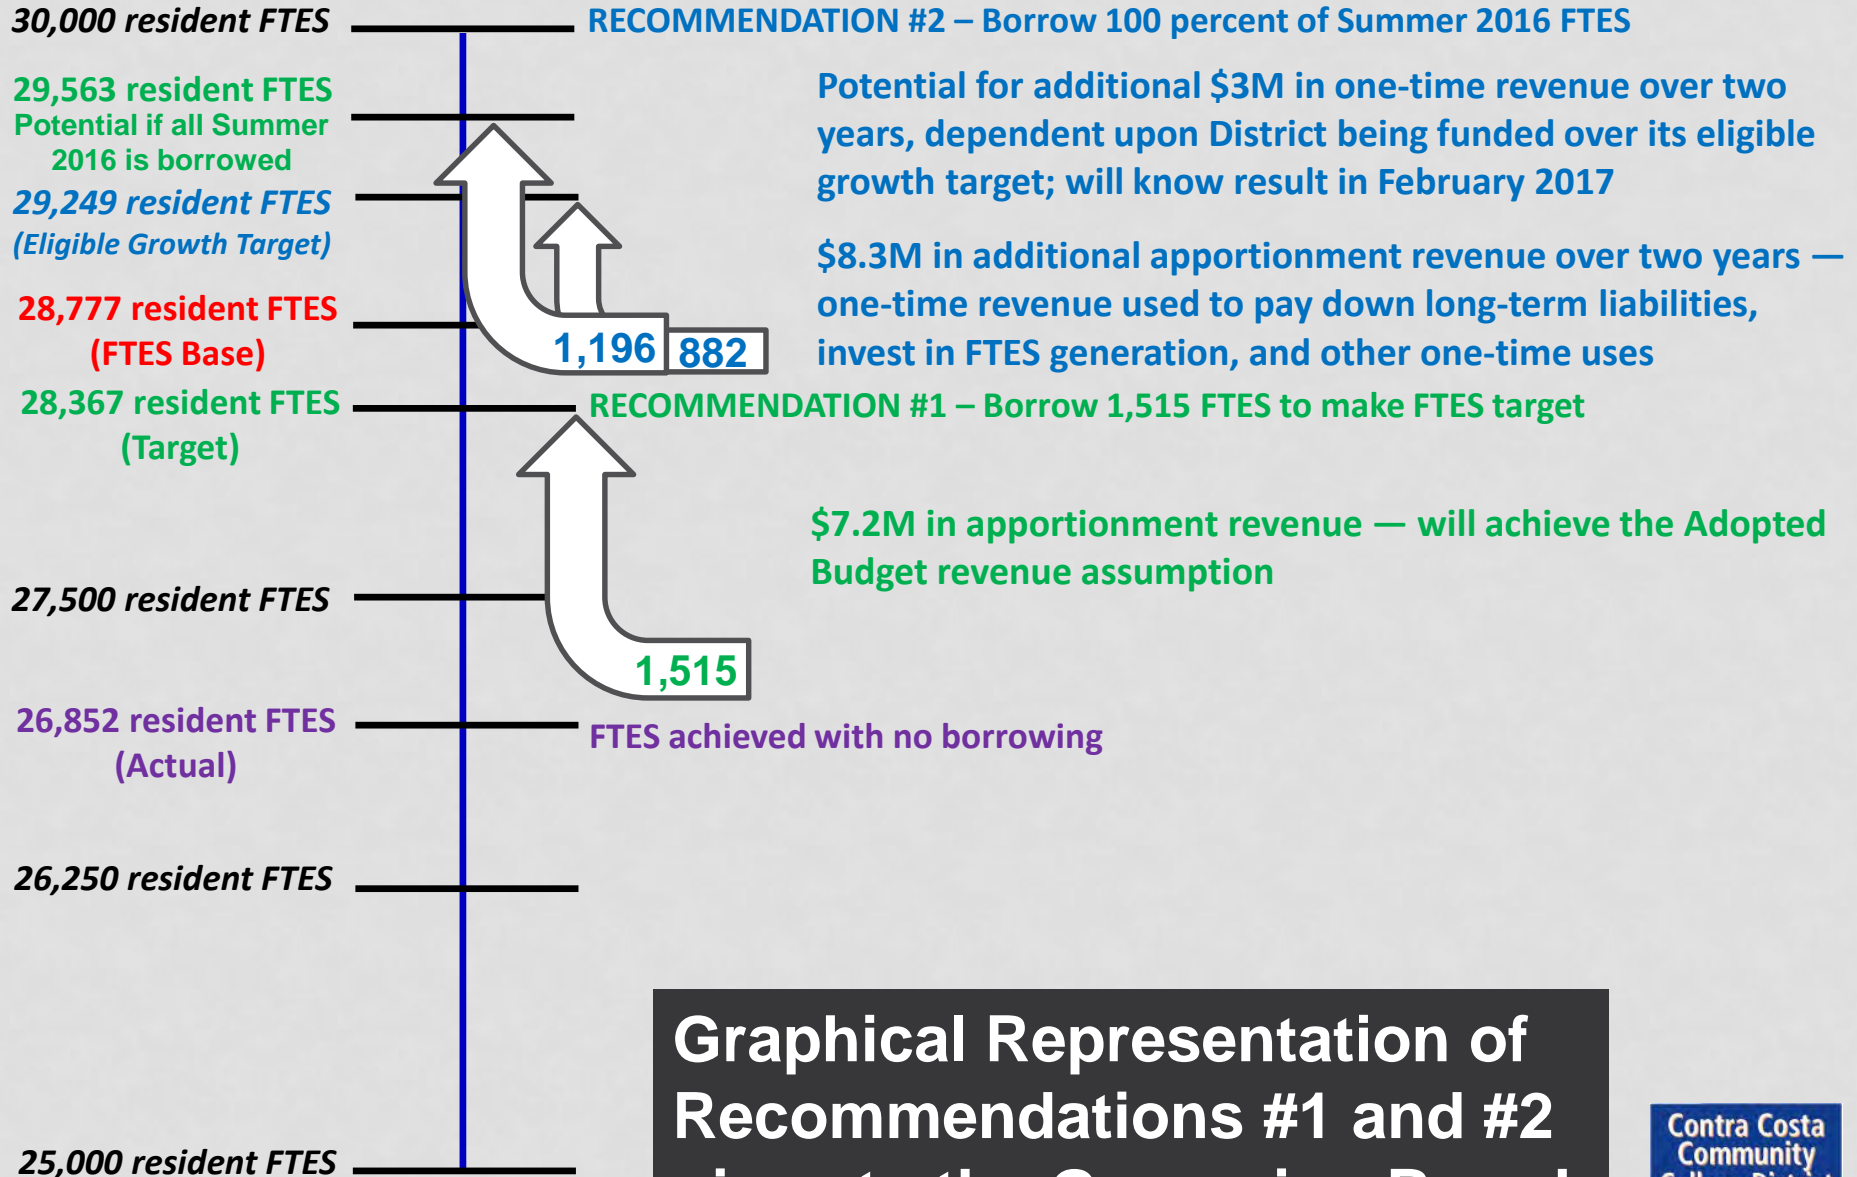 30,000 resident FTES
RECOMMENDATION #2 – Borrow 100 percent of Summer 2016 FTES
29,563 resident FTES
Potential if all Summer
2016 is borrowed
Potential for additional $3M in one-time revenue over two
years, dependent upon District being funded over its eligible
growth target; will know result in February 2017
29,249 resident FTES
(Eligible Growth Target)
$8.3M in additional apportionment revenue over two years —
one-time revenue used to pay down long-term liabilities,
invest in FTES generation, and other one-time uses
28,777 resident FTES
(FTES Base)
1,196
882
28,367 resident FTES
(Target)
RECOMMENDATION #1 – Borrow 1,515 FTES to make FTES target
$7.2M in apportionment revenue — will achieve the Adopted
Budget revenue assumption
27,500 resident FTES
1,515
26,852 resident FTES
(Actual)
FTES achieved with no borrowing
26,250 resident FTES
25,000 resident FTES
Graphical Representation of
Recommendations #1 and #2
to the Governing Board
Contra Costa
Community
College District